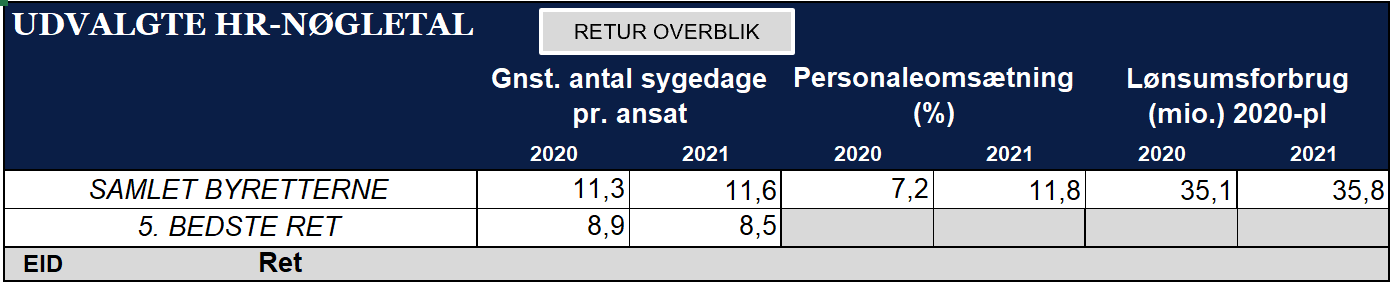 UDVALGTE HR-NØGLETAL
RETUR OVERBLIK
Gnst. antal sygedage pr. ansat
Personaleomsætning (%)
Lønsumsforbrug (mio.) 2020-pl
2020 2021 2020 2021 2020 2021
SAMLET BYRETTERNE 11,3 11,6 7,2 11,8 35,1 35,8
5. BEDSTE RET 8,9 8,5
EID Ret